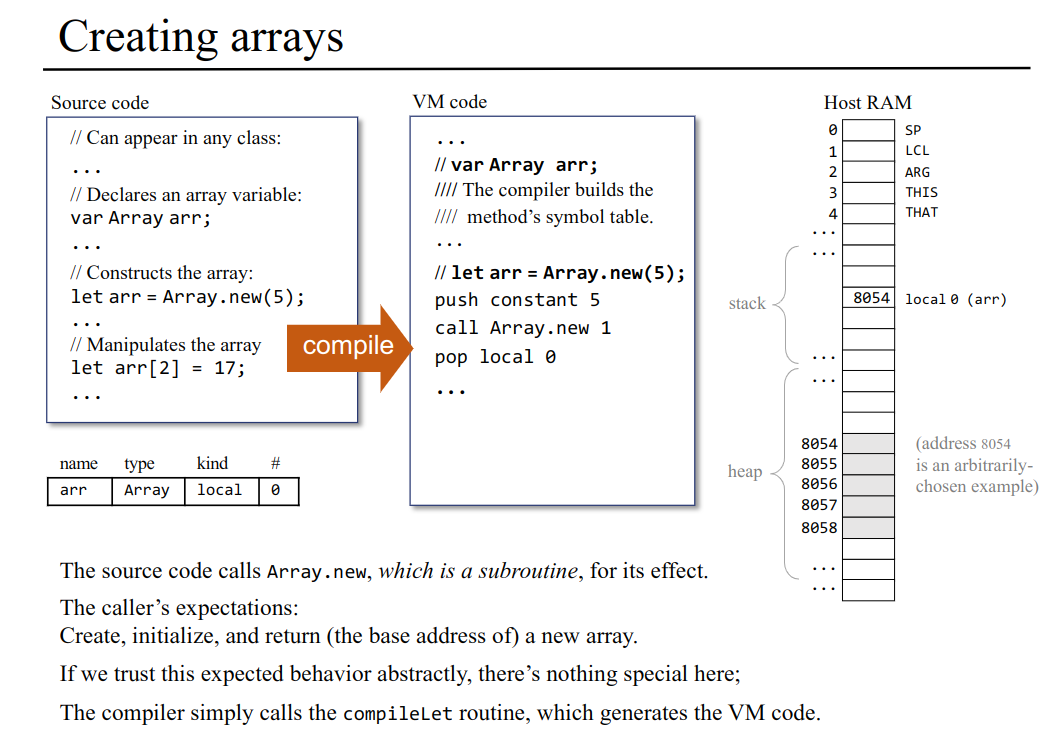 Creating arrays
Source code
// Can appear in any class:
...
// Declares an array variable:
var Array arr;
...
// Constructs the array:
let arr = Array.new(5);
...
// Manipulates the array
let arr[2] = 17;
...
compile
VM code
...
// var Array arr;
//// The compiler builds the
//// method's symbol table.
...
// let arr = Array.new(5);
push constant 5
call Array.new 1
pop local 0
...
Host RAM
0 SP
1 LCL
2 ARG
3 THIS
4 THAT
...
...
stack
8054 local 0 (arr)
...
...
heap
8054
8055
8056
8057
8058
...
...
(address 8054
is an arbitrarily-
chosen example)
name type kind #
arr Array local 0
The source code calls Array.new, which is a subroutine, for its effect.
The caller's expectations:
Create, initialize, and return (the base address of) a new array.
If we trust this expected behavior abstractly, there's nothing special here;
The compiler simply calls the compileLet routine, which generates the VM code.